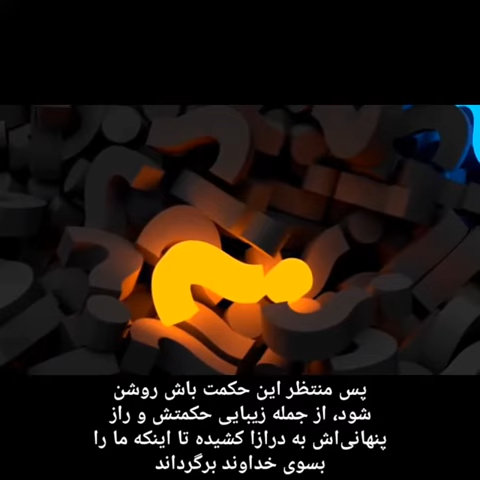 پس منتظر این حکمت باش روشن
شود، از جمله زیبایی حکمتش و راز
پنهانی‌اش به درازا کشیده تا اینکه ما را
بسوی خداوند برگرداند